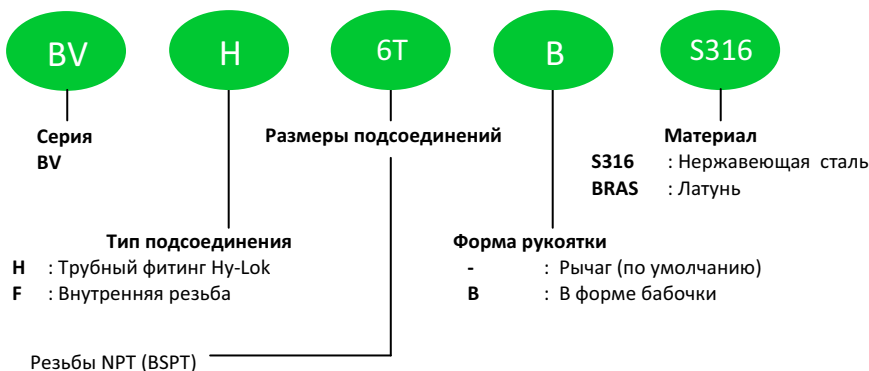 BV H 6T B S316
Серия
BV
Размеры подсоединений
Материал
S316 : Нержавеющая сталь
BRAS : Латунь
Тип подсоединения
H : Трубный фитинг Hy-Lok
F : Внутренняя резьба
Форма рукоятки
- : Рычаг (по умолчанию)
B : В форме бабочки
Резьбы NPT (BSPT)